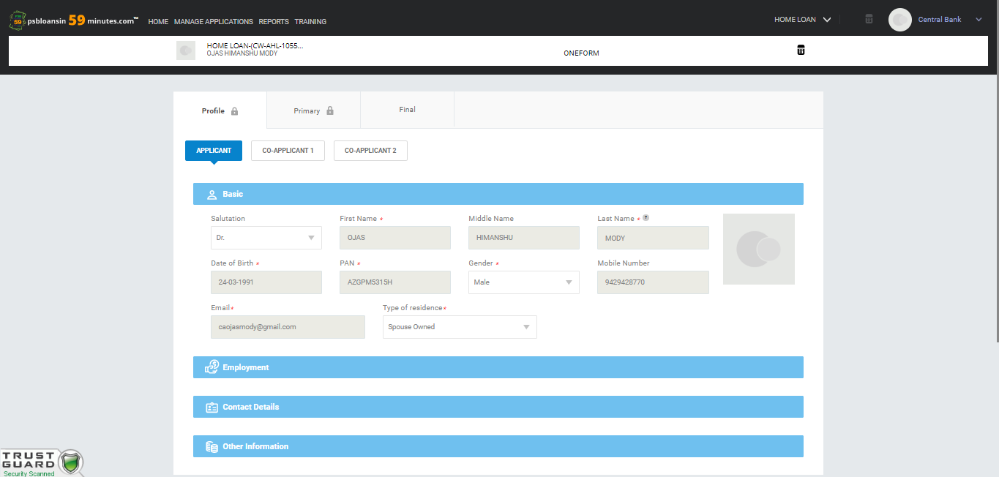 psbloansin 59 minutes.com™ HOME MANAGE APPLICATIONS REPORTS TRAINING HOME LOAN Central Bank
HOME LOAN-(CW-AHL-1055...
OJAS HIMANSHU MODY
ONEFORM
Profile Primary Final
APPLICANT CO-APPLICANT 1 CO-APPLICANT 2
Basic
Salutation First Name * Middle Name Last Name * ?
Dr. OJAS HIMANSHU MODY
Date of Birth * PAN * Gender * Mobile Number
24-03-1991 AZGPM5315H Male 9429428770
Email* Type of residence*
caojasmody@gmail.com Spouse Owned
Employment
Contact Details
Other Information
TRUST
GUARD
Security Scanned